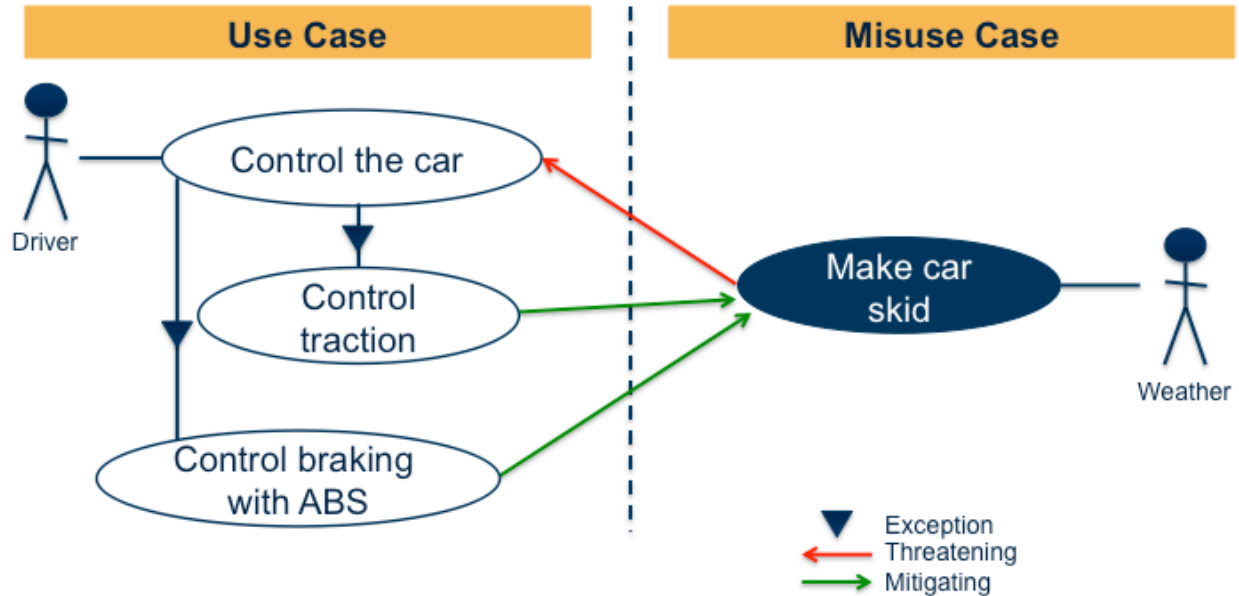 Use Case
Misuse Case
Control the car
Driver
Make car
skid
Control
traction
Weather
Control braking
with ABS
Exception
Threatening
Mitigating